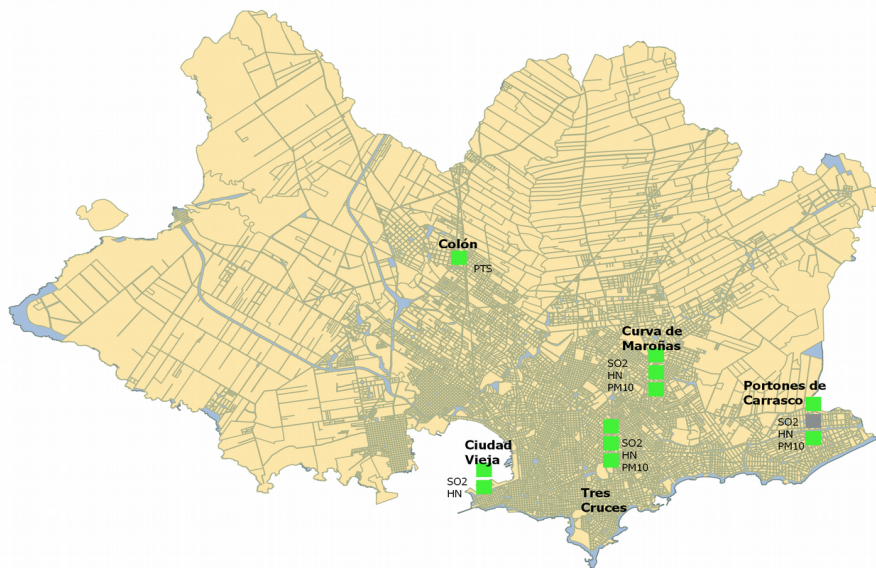 Colón
PTS
Curva de
Maroñas
SO2
HN
PM10
Portones de
Carrasco
SO2
HN
PM10
SO2
HN
PM10
Ciudad
Vieja
SO2
HN
Tres
Cruces